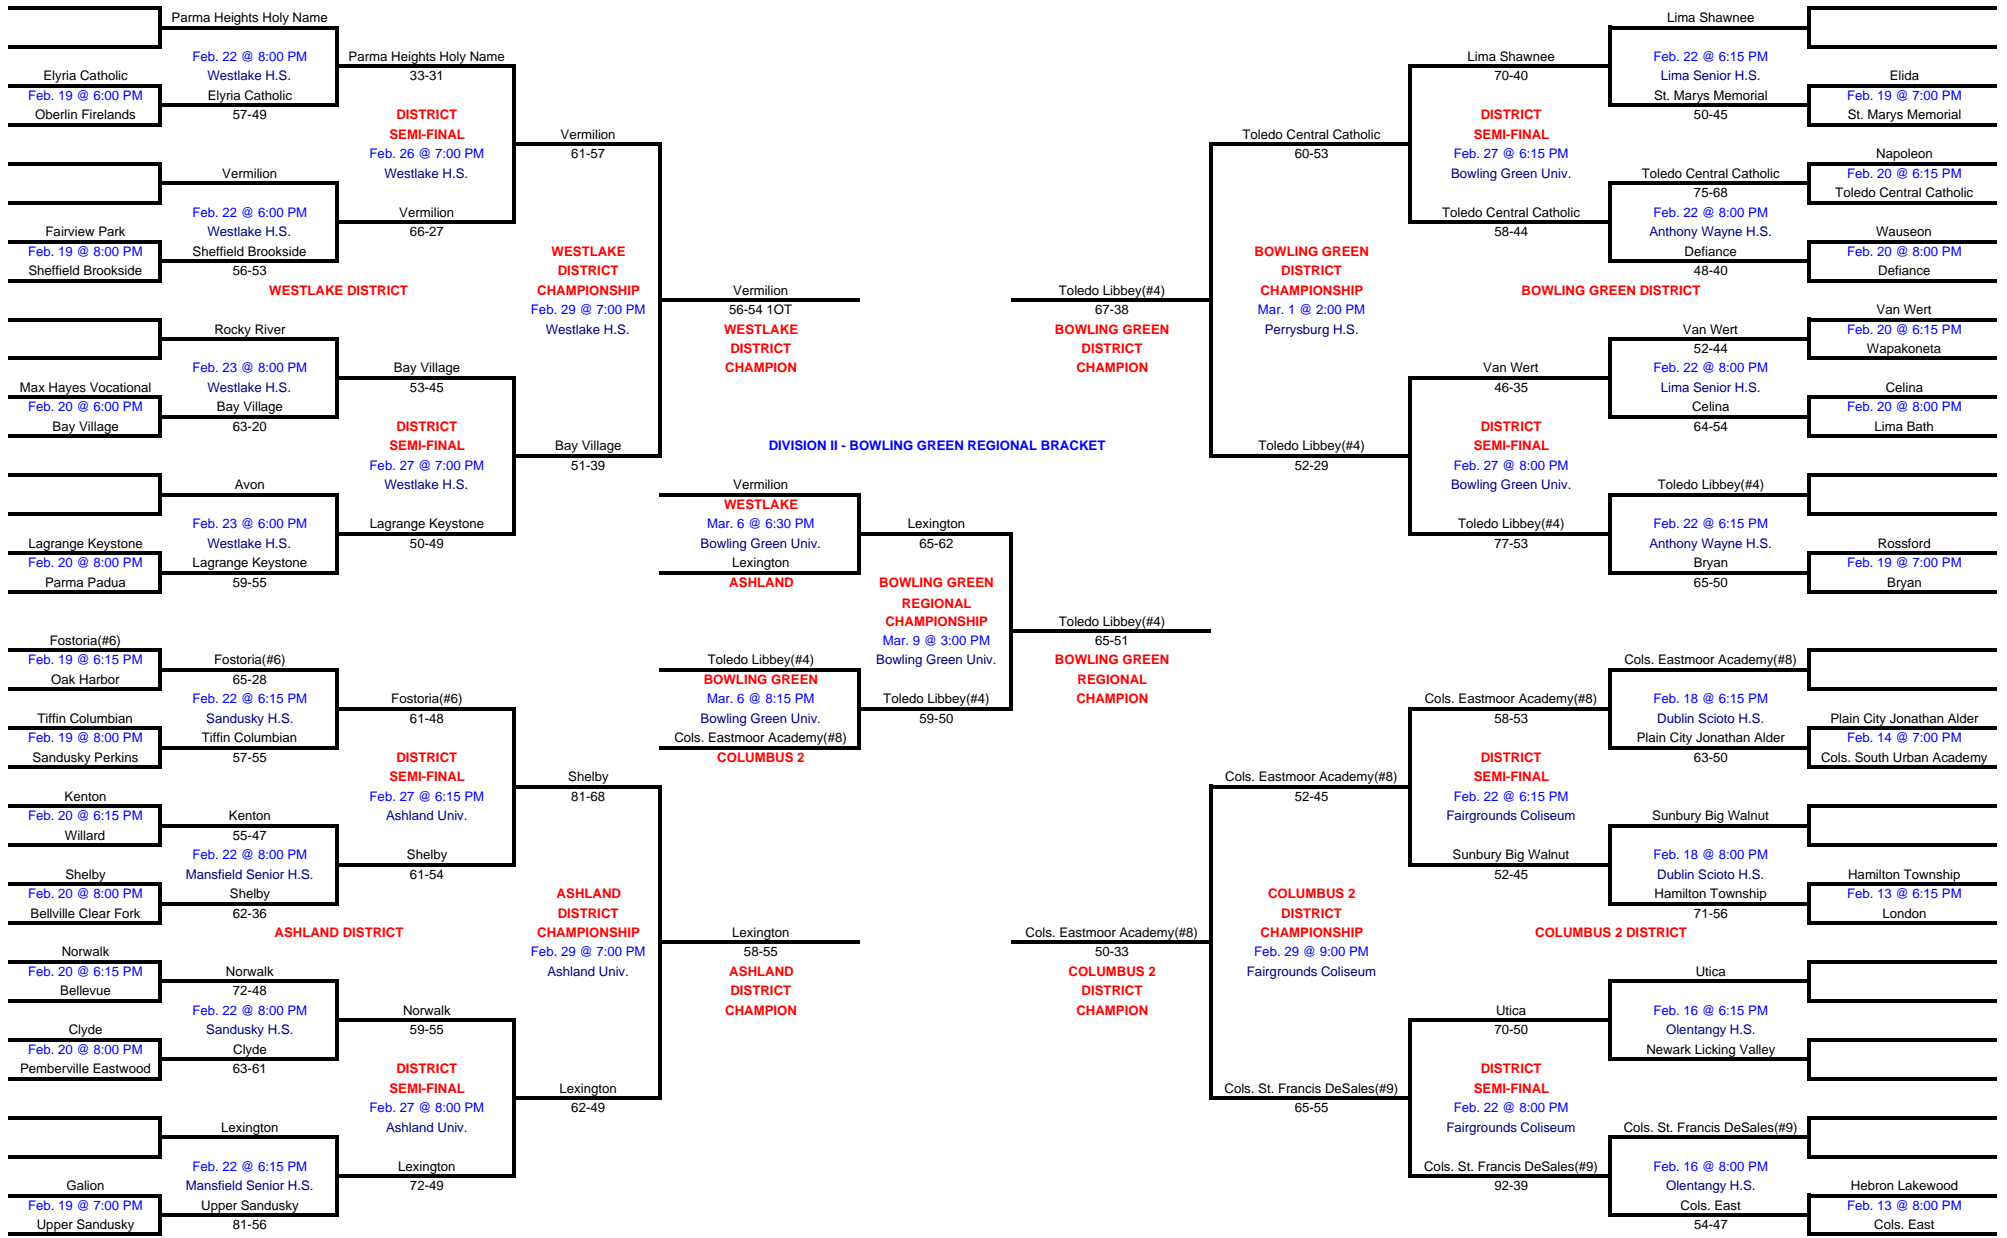 Parma Heights Holy Name
Feb. 22 @ 8:00 PM
Westlake H.S.
Elyria Catholic
Feb. 19 @ 6:00 PM
Oberlin Firelands
Elyria Catholic
57-49
Parma Heights Holy Name
33-31
DISTRICT
SEMI-FINAL
Feb. 26 @ 7:00 PM
Westlake H.S.
Vermilion
Feb. 22 @ 6:00 PM
Westlake H.S.
Fairview Park
Feb. 19 @ 8:00 PM
Sheffield Brookside
Sheffield Brookside
56-53
Vermilion
66-27
Vermilion
61-57
WESTLAKE DISTRICT
WESTLAKE
DISTRICT
CHAMPIONSHIP
Feb. 29 @ 7:00 PM
Westlake H.S.
Vermilion
56-54 1OT
WESTLAKE
DISTRICT
CHAMPION
Rocky River
Feb. 23 @ 8:00 PM
Westlake H.S.
Max Hayes Vocational
Feb. 20 @ 6:00 PM
Bay Village
Bay Village
63-20
Bay Village
53-45
DISTRICT
SEMI-FINAL
Feb. 27 @ 7:00 PM
Westlake H.S.
Bay Village
51-39
Avon
Feb. 23 @ 6:00 PM
Westlake H.S.
Lagrange Keystone
Feb. 20 @ 8:00 PM
Parma Padua
Lagrange Keystone
59-55
Lagrange Keystone
50-49
Fostoria(#6)
Feb. 19 @ 6:15 PM
Oak Harbor
Fostoria(#6)
65-28
Feb. 22 @ 6:15 PM
Sandusky H.S.
Tiffin Columbian
Feb. 19 @ 8:00 PM
Sandusky Perkins
Tiffin Columbian
57-55
Fostoria(#6)
61-48
DISTRICT
SEMI-FINAL
Feb. 27 @ 6:15 PM
Ashland Univ.
Kenton
Feb. 20 @ 6:15 PM
Willard
Kenton
55-47
Feb. 22 @ 8:00 PM
Mansfield Senior H.S.
Shelby
Feb. 20 @ 8:00 PM
Bellville Clear Fork
Shelby
62-36
Shelby
61-54
Shelby
81-68
ASHLAND DISTRICT
ASHLAND
DISTRICT
CHAMPIONSHIP
Feb. 29 @ 7:00 PM
Ashland Univ.
Lexington
58-55
ASHLAND
DISTRICT
CHAMPION
Norwalk
Feb. 20 @ 6:15 PM
Bellevue
Norwalk
72-48
Feb. 22 @ 8:00 PM
Sandusky H.S.
Clyde
Feb. 20 @ 8:00 PM
Pemberville Eastwood
Clyde
63-61
Norwalk
59-55
DISTRICT
SEMI-FINAL
Feb. 27 @ 8:00 PM
Ashland Univ.
Lexington
62-49
Lexington
Feb. 22 @ 6:15 PM
Mansfield Senior H.S.
Galion
Feb. 19 @ 7:00 PM
Upper Sandusky
Upper Sandusky
81-56
Lexington
72-49
DIVISION II - BOWLING GREEN REGIONAL BRACKET
Vermilion
WESTLAKE
Mar. 6 @ 6:30 PM
Bowling Green Univ.
Lexington
ASHLAND
Lexington
65-62
BOWLING GREEN
REGIONAL
CHAMPIONSHIP
Mar. 9 @ 3:00 PM
Bowling Green Univ.
Toledo Libbey(#4)
BOWLING GREEN
Mar. 6 @ 8:15 PM
Bowling Green Univ.
Cols. Eastmoor Academy(#8)
COLUMBUS 2
Toledo Libbey(#4)
59-50
Toledo Libbey(#4)
65-51
BOWLING GREEN
REGIONAL
CHAMPION
Lima Shawnee
Feb. 22 @ 6:15 PM
Lima Senior H.S.
Elida
Feb. 19 @ 7:00 PM
St. Marys Memorial
St. Marys Memorial
50-45
Lima Shawnee
70-40
DISTRICT
SEMI-FINAL
Feb. 27 @ 6:15 PM
Bowling Green Univ.
Napoleon
Feb. 20 @ 6:15 PM
Toledo Central Catholic
Toledo Central Catholic
75-68
Feb. 22 @ 8:00 PM
Anthony Wayne H.S.
Wauseon
Feb. 20 @ 8:00 PM
Defiance
Defiance
48-40
Toledo Central Catholic
58-44
Toledo Central Catholic
60-53
BOWLING GREEN DISTRICT
BOWLING GREEN
DISTRICT
CHAMPIONSHIP
Mar. 1 @ 2:00 PM
Perrysburg H.S.
Toledo Libbey(#4)
67-38
BOWLING GREEN
DISTRICT
CHAMPION
Van Wert
Feb. 20 @ 6:15 PM
Wapakoneta
Van Wert
52-44
Feb. 22 @ 8:00 PM
Lima Senior H.S.
Celina
Feb. 20 @ 8:00 PM
Lima Bath
Celina
64-54
Van Wert
46-35
DISTRICT
SEMI-FINAL
Feb. 27 @ 8:00 PM
Bowling Green Univ.
Toledo Libbey(#4)
52-29
Toledo Libbey(#4)
Feb. 22 @ 6:15 PM
Anthony Wayne H.S.
Rossford
Feb. 19 @ 7:00 PM
Bryan
Bryan
65-50
Toledo Libbey(#4)
77-53
Cols. Eastmoor Academy(#8)
Feb. 18 @ 6:15 PM
Dublin Scioto H.S.
Plain City Jonathan Alder
Feb. 14 @ 7:00 PM
Cols. South Urban Academy
Plain City Jonathan Alder
63-50
Cols. Eastmoor Academy(#8)
58-53
DISTRICT
SEMI-FINAL
Feb. 22 @ 6:15 PM
Fairgrounds Coliseum
Sunbury Big Walnut
Feb. 18 @ 8:00 PM
Dublin Scioto H.S.
Hamilton Township
Feb. 13 @ 6:15 PM
London
Hamilton Township
71-56
Sunbury Big Walnut
52-45
Cols. Eastmoor Academy(#8)
52-45
COLUMBUS 2 DISTRICT
COLUMBUS 2
DISTRICT
CHAMPIONSHIP
Feb. 29 @ 9:00 PM
Fairgrounds Coliseum
Cols. Eastmoor Academy(#8)
50-33
COLUMBUS 2
DISTRICT
CHAMPION
Utica
Feb. 16 @ 6:15 PM
Olentangy H.S.
Newark Licking Valley
Utica
70-50
DISTRICT
SEMI-FINAL
Feb. 22 @ 8:00 PM
Fairgrounds Coliseum
Cols. St. Francis DeSales(#9)
65-55
Cols. St. Francis DeSales(#9)
Feb. 16 @ 8:00 PM
Olentangy H.S.
Hebron Lakewood
Feb. 13 @ 8:00 PM
Cols. East
Cols. East
54-47
Cols. St. Francis DeSales(#9)
92-39